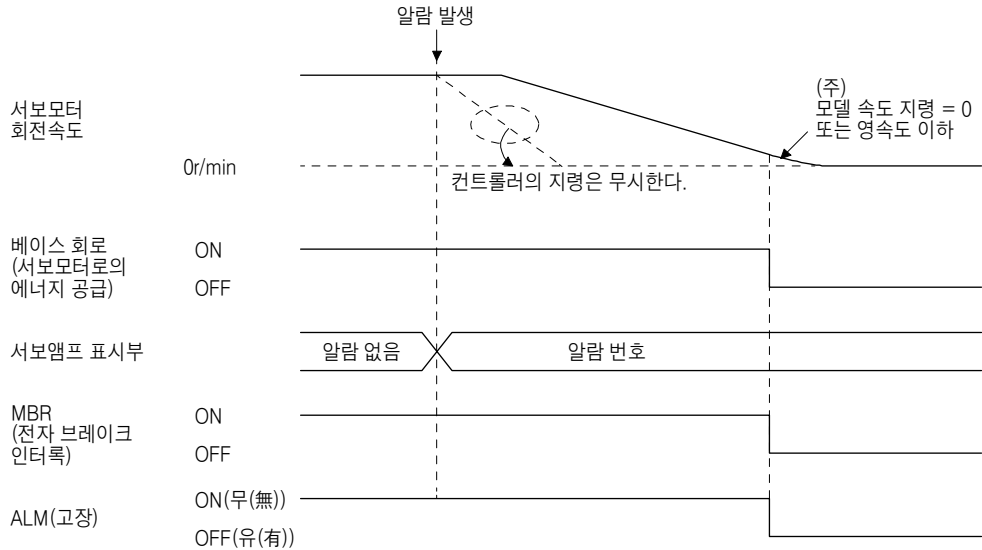 알람 발생
(주)
모델 속도 지령 = 0
또는 영속도 이하
서보모터
회전속도
0r/min
컨트롤러의 지령은 무시한다.
베이스 회로
(서보모터로의
에너지 공급)
ON
OFF
서보앰프 표시부
알람 없음
알람 번호
MBR
(전자 브레이크
인터록)
ON
OFF
ALM(고장)
ON(무(無))
OFF(유(有))